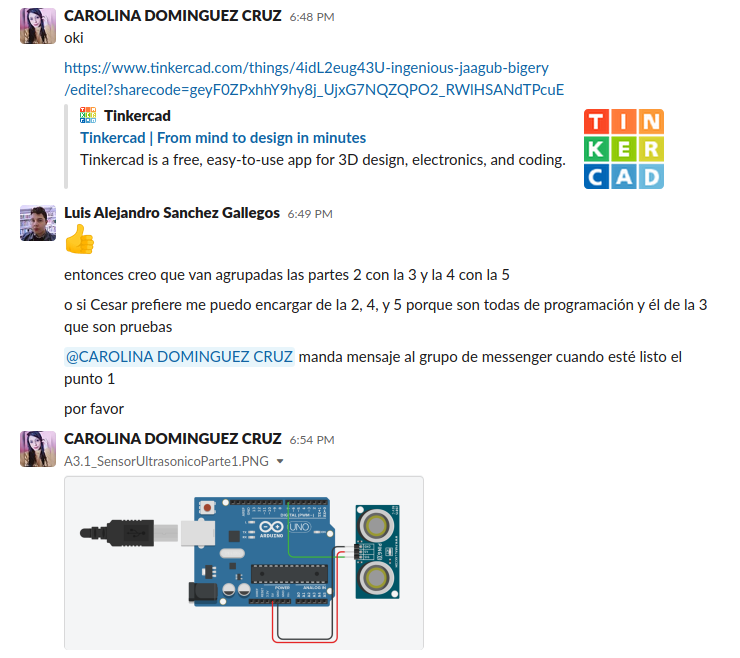 CAROLINA DOMINGUEZ CRUZ 6:48 PM
oki
https://www.tinkercad.com/things/4idL2eug43U-ingenious-jaagub-bigery
/editel?sharecode=geyF0ZPxhhY9hy8j_UjxG7NQZQPO2_RWlHSANdTPcuE
Tinkercad
Tinkercad | From mind to design in minutes
Tinkercad is a free, easy-to-use app for 3D design, electronics, and coding.
TIN
KER
CAD
Luis Alejandro Sanchez Gallegos 6:49 PM
entonces creo que van agrupadas las partes 2 con la 3 y la 4 con la 5
o si Cesar prefiere me puedo encargar de la 2, 4, y 5 porque son todas de programación y él de la 3
que son pruebas
@CAROLINA DOMINGUEZ CRUZ manda mensaje al grupo de messenger cuando esté listo el
punto 1
por favor
CAROLINA DOMINGUEZ CRUZ 6:54 PM
A3.1_SensorUltrasonicoParte1.PNG
DIGITAL (PWM~)
UNO
ARDUINO
POWER
ANALOG IN